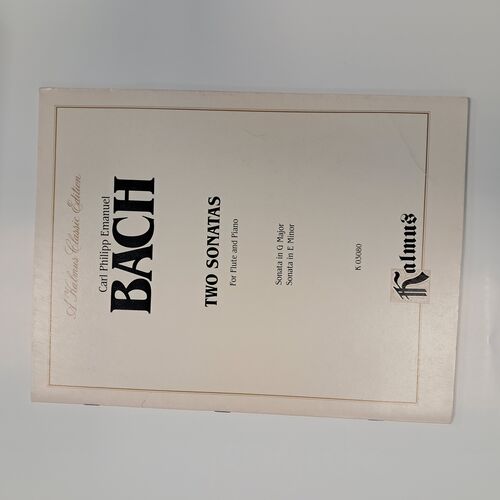 A Kalmus Classic Edition
Carl Philipp Emanuel
BACH
TWO SONATAS
For Flute and Piano
Sonata in G Major
Sonata in E Minor
K 03080
Kalmus